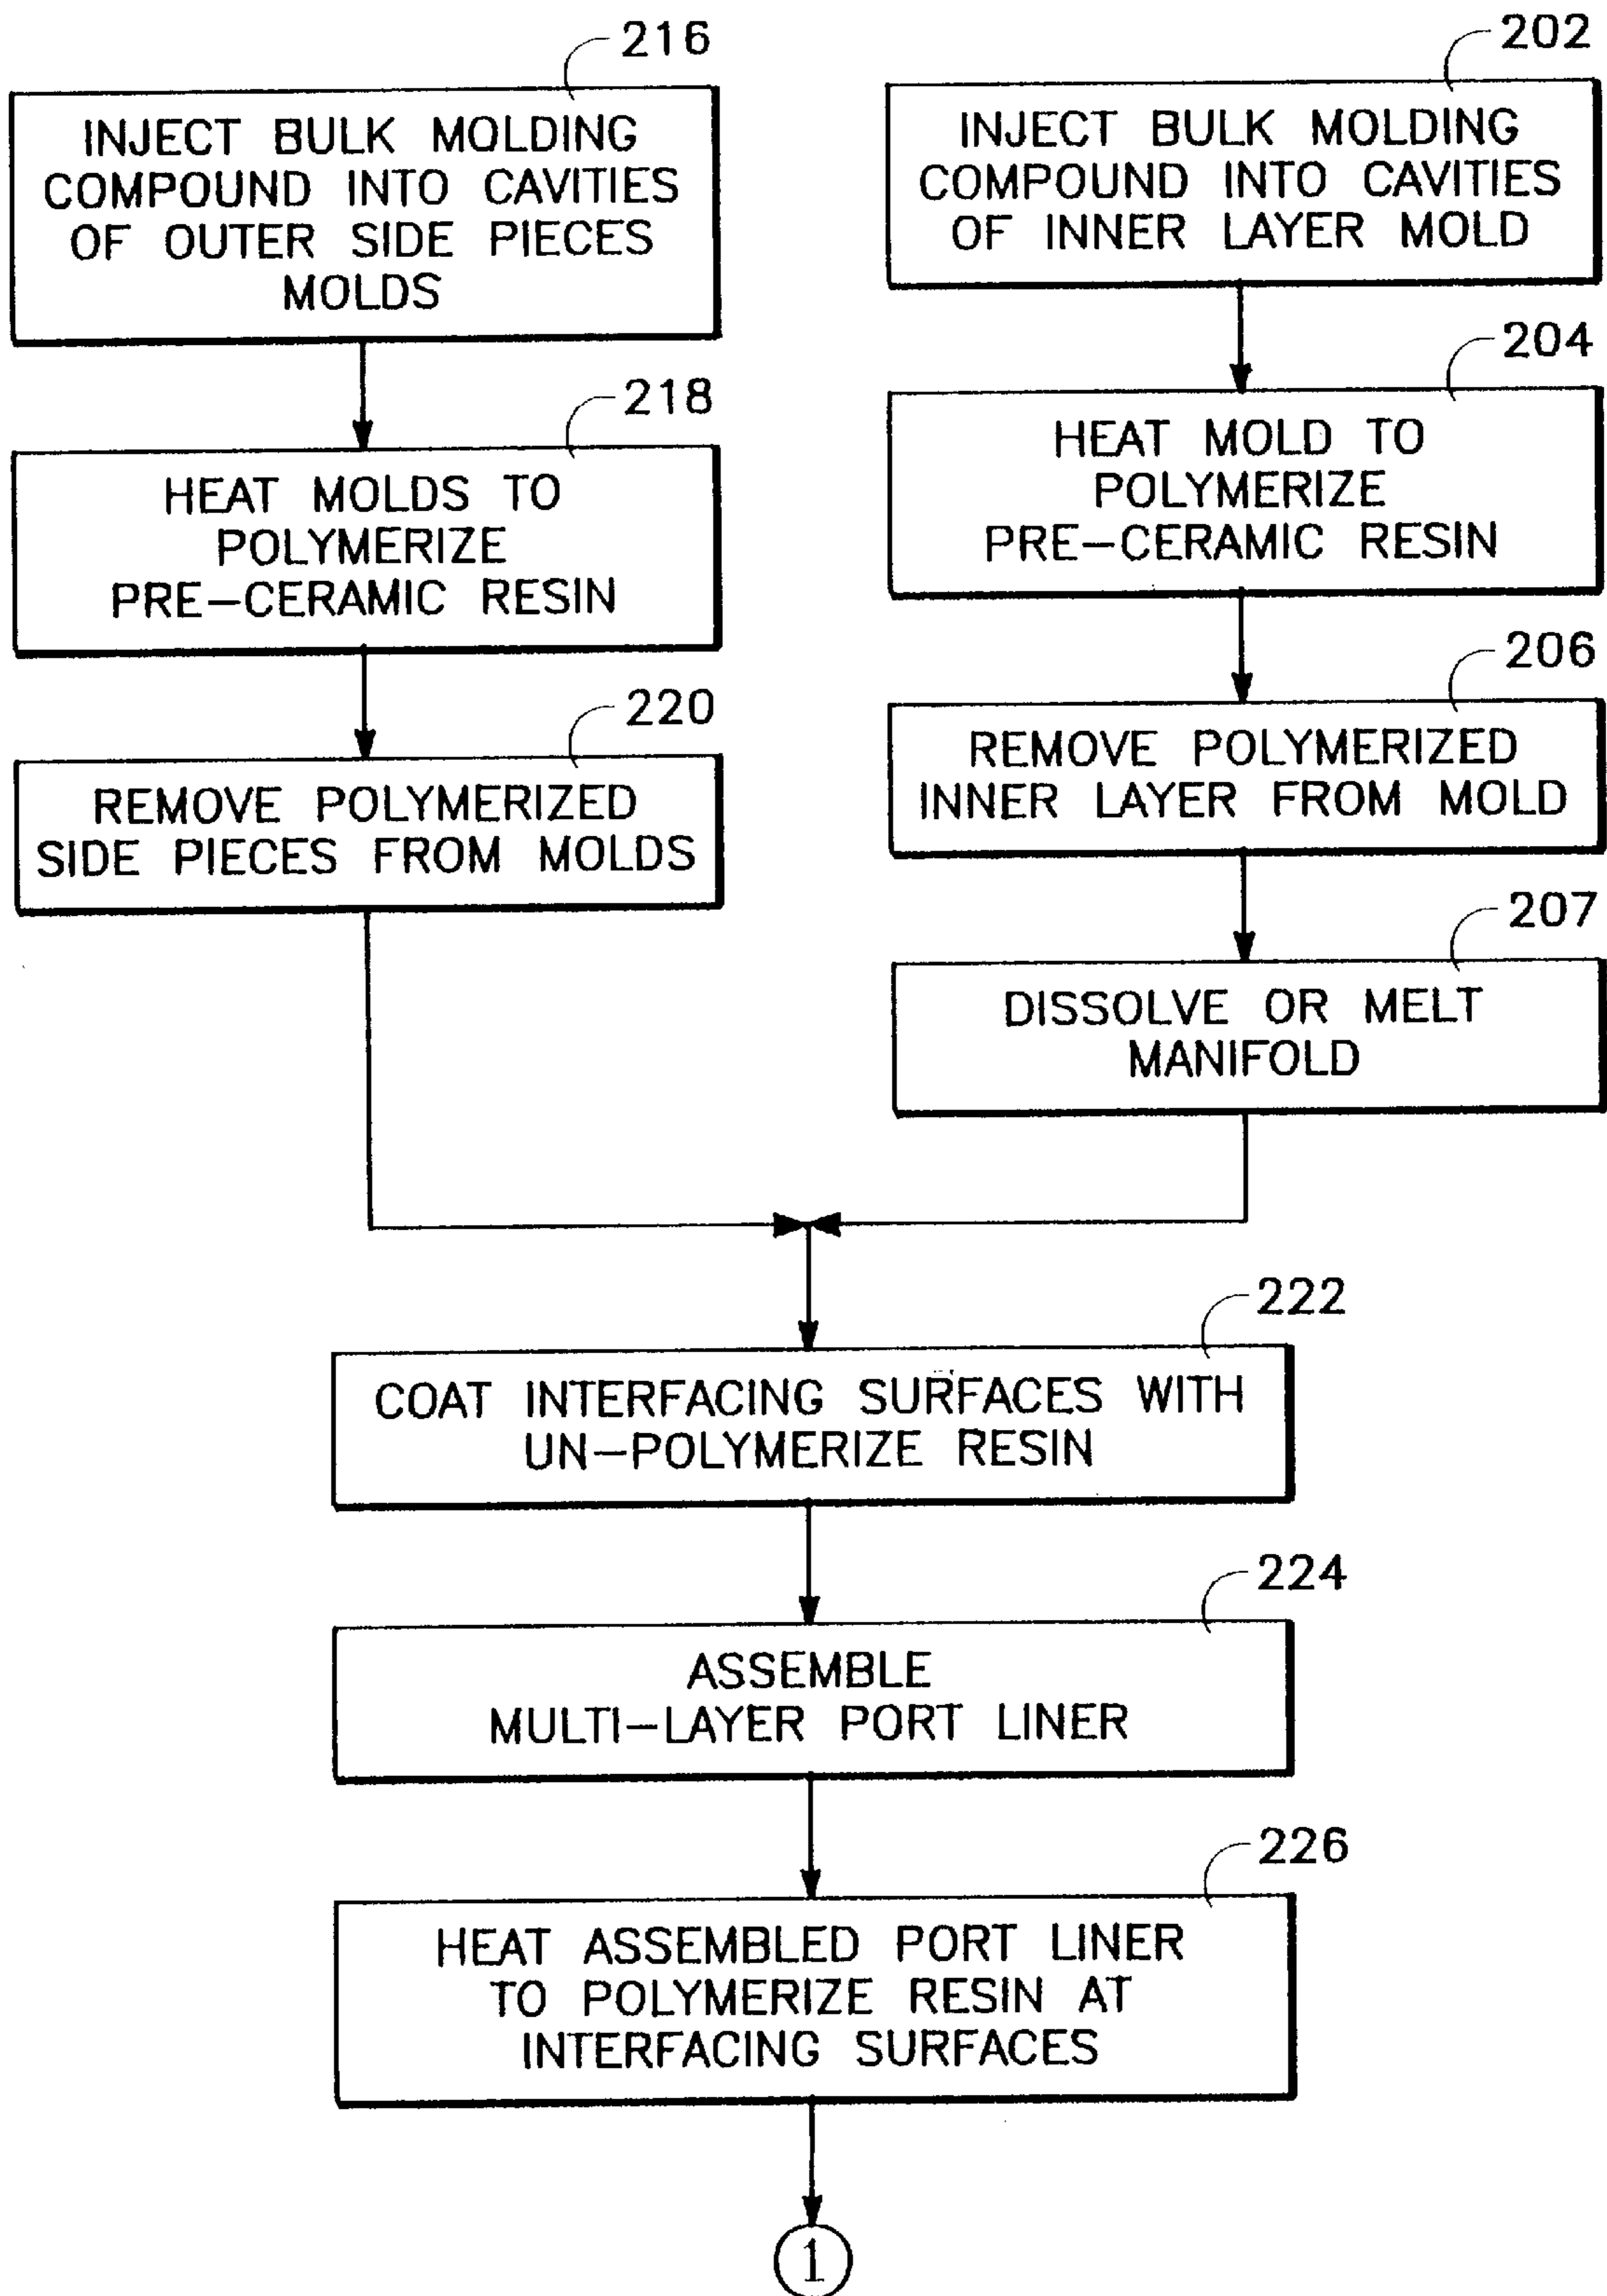 216
INJECT BULK MOLDING
COMPOUND INTO CAVITIES
OF OUTER SIDE PIECES
MOLDS
218
HEAT MOLDS TO
POLYMERIZE
PRE-CERAMIC RESIN
220
REMOVE POLYMERIZED
SIDE PIECES FROM MOLDS
202
INJECT BULK MOLDING
COMPOUND INTO CAVITIES
OF INNER LAYER MOLD
204
HEAT MOLD TO
POLYMERIZE
PRE-CERAMIC RESIN
206
REMOVE POLYMERIZED
INNER LAYER FROM MOLD
207
DISSOLVE OR MELT
MANIFOLD
222
COAT INTERFACING SURFACES WITH
UN-POLYMERIZE RESIN
224
ASSEMBLE
MULTI-LAYER PORT LINER
226
HEAT ASSEMBLED PORT LINER
TO POLYMERIZE RESIN AT
INTERFACING SURFACES
1